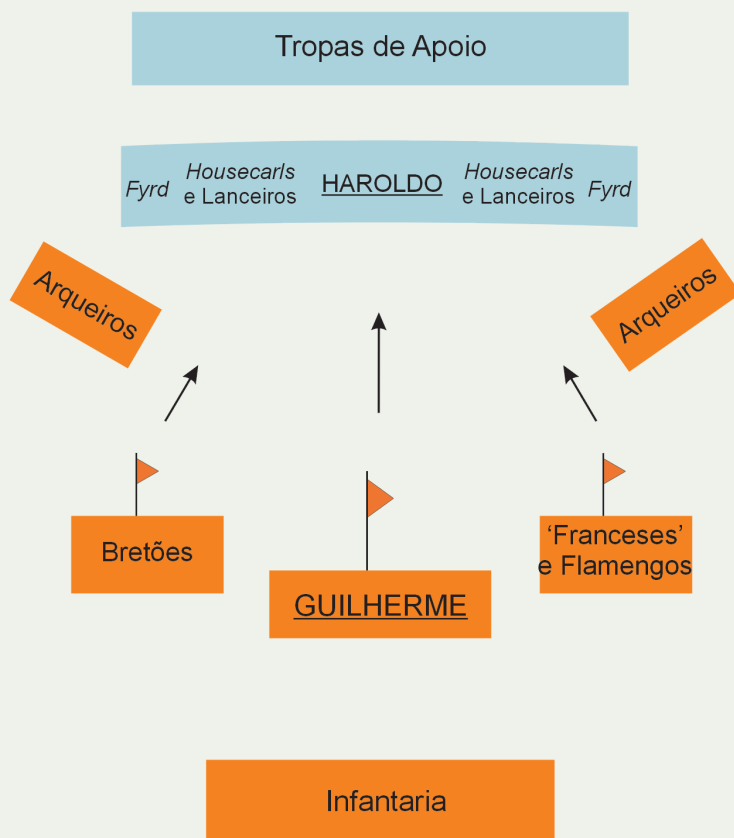 Tropas de Apoio
Fyrd
Housecarls
e Lanceiros
HAROLDO
Housecarls
e Lanceiros
Fyrd
Arqueiros
Arqueiros
Bretões
GUILHERME
‘Franceses’
e Flamengos
Infantaria